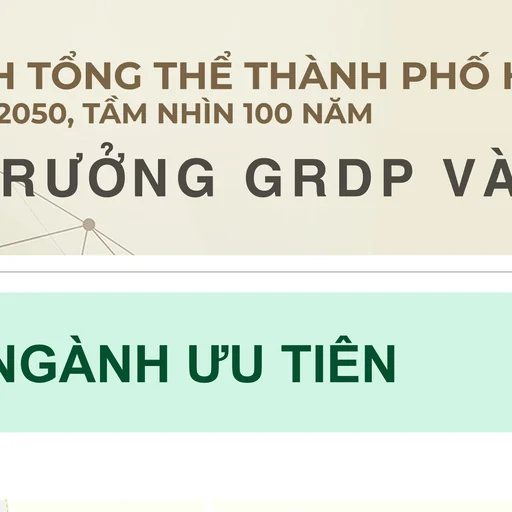 H TỔNG THỂ THÀNH PHỐ H
2050, TẦM NHÌN 100 NĂM
RƯỞNG GRDP VÀ
NGÀNH ƯU TIÊN